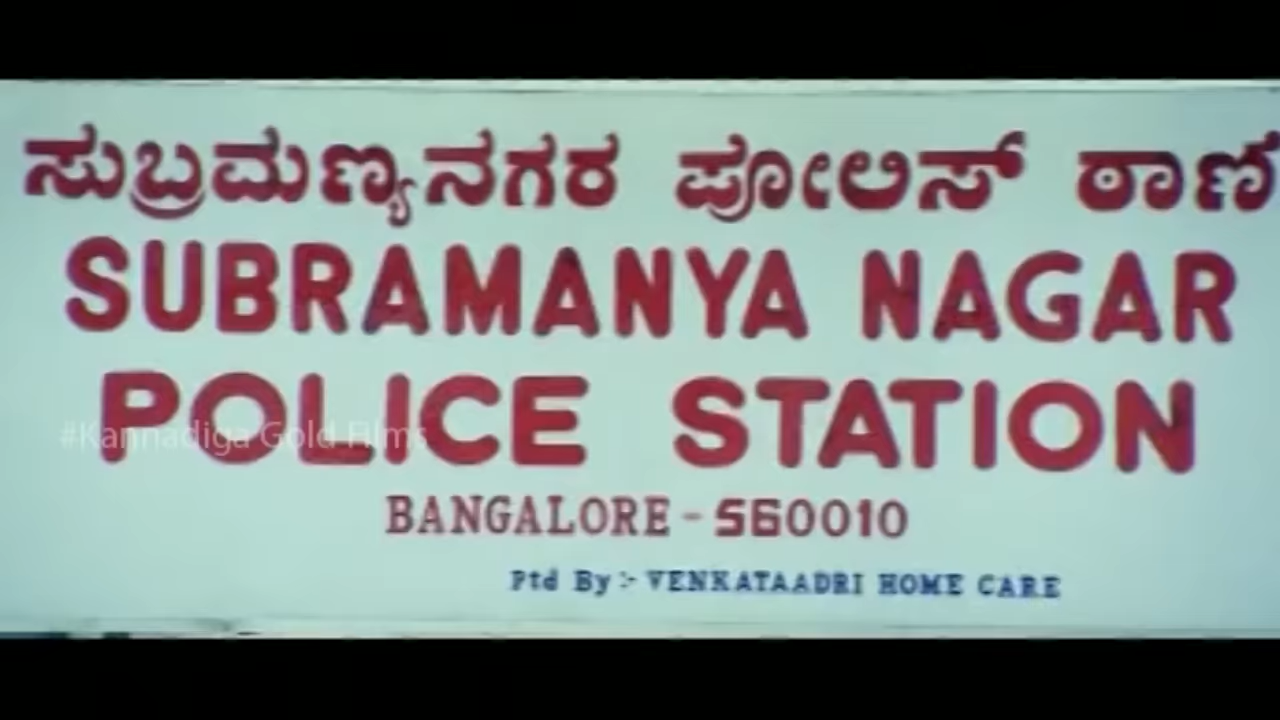 ಸುಬ್ರಮಣ್ಯನಗರ ಪೋಲಿಸ್ ಠಾಣ
SUBRAMANYA NAGAR
POLICE STATION
#Kannadiga Gold Films
BANGALORE - 560010
Ptd By :- VENKATAADRI HOME CARE